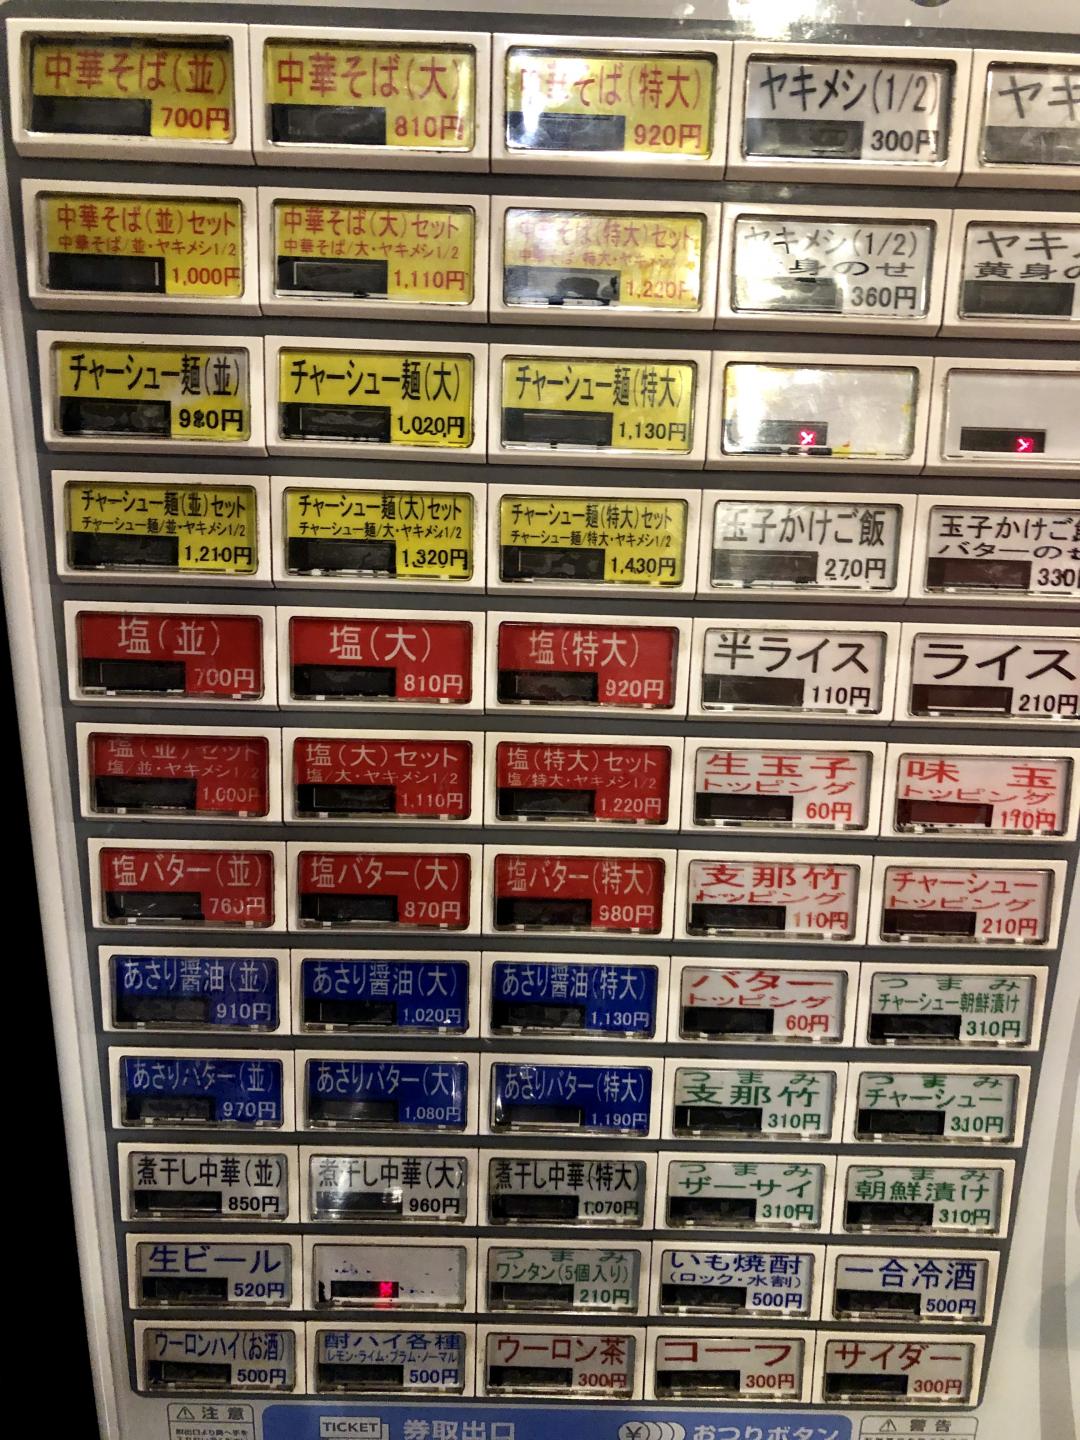 中華そば(並)
700円
中華そば(大)
810円
中華そば(特大)
920円
ヤキメシ(1/2)
300円
ヤキ
中華そば(並)セット
中華そば/並・ヤキメシ1/2
1,000円
中華そば(大)セット
中華そば/大・ヤキメシ1/2
1,110円
中華そば(特大)セット
中華そば/特大・ヤキメシ1/2
1,220円
ヤキメシ(1/2)
黄身のせ
360円
ヤキ
黄身の
チャーシュー麺(並)
チャーシュー麺(大)
1,020円
チャーシュー麺(特大)
1,130円
チャーシュー麺(並)セット
チャーシュー麺/並・ヤキメシ1/2
1,210円
チャーシュー麺(大)セット
チャーシュー麺/大・ヤキメシ1/2
1,320円
チャーシュー麺(特大)セット
チャーシュー麺/特大・ヤキメシ1/2
1,430円
玉子かけご飯
270円
玉子かけご飯
バターのせ
330円
塩(並)
700円
塩(大)
810円
塩(特大)
920円
半ライス
110円
ライス
210円
塩(並)セット
塩/並・ヤキメシ1/2
1,000円
塩(大)セット
塩/大・ヤキメシ1/2
1,110円
塩(特大)セット
塩/特大・ヤキメシ1/2
1,220円
生玉子
トッピング
60円
味玉
トッピング
塩バター(並)
760円
塩バター(大)
870円
塩バター(特大)
980円
支那竹
トッピング
110円
チャーシュー
トッピング
210円
あさり醤油(並)
910円
あさり醤油(大)
1,020円
あさり醤油(特大)
1,130円
バター
トッピング
60円
つまみ
チャーシュー朝鮮漬け
310円
あさりバター(並)
970円
あさりバター(大)
1,080円
あさりバター(特大)
1,190円
つまみ
支那竹
310円
つまみ
チャーシュー
310円
煮干し中華(並)
850円
煮干し中華(大)
960円
煮干し中華(特大)
1,070円
つまみ
ザーサイ
310円
つまみ
朝鮮漬け
310円
生ビール
520円
つまみ
ワンタン(5個入り)
210円
いも焼酎
(ロック・水割)
500円
一合冷酒
500円
ウーロンハイ(お酒)
500円
酎ハイ各種
(レモン・ライム・プラム・ノーマル)
500円
ウーロン茶
300円
コーラ
300円
サイダー
300円
注意
TICKET 券取出口
¥ おつりボタン
警告